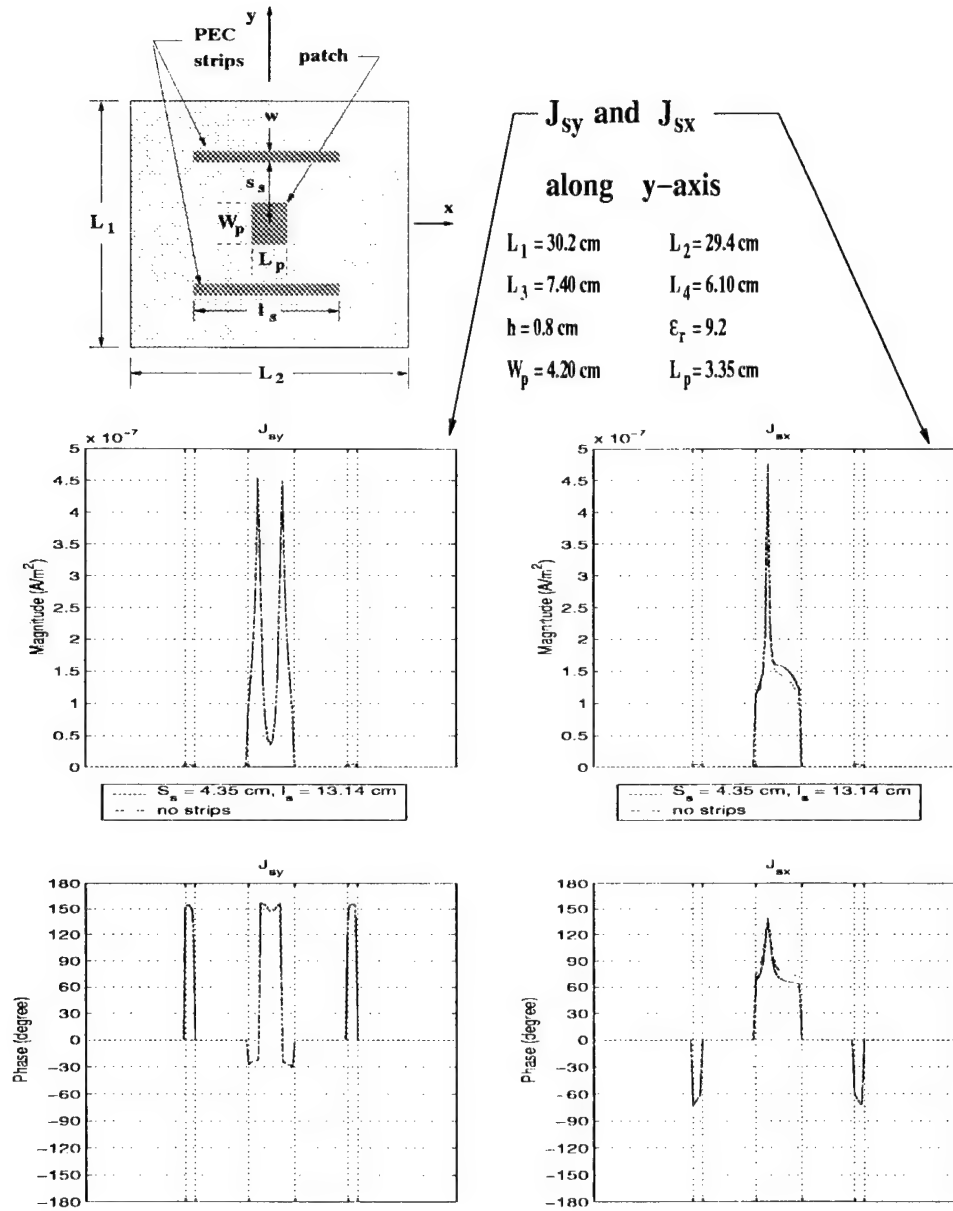 y
PEC
strips
patch
w
s_s
x
L_1
W_p
L_p
l_s
L_2
J_sy and J_sx
along y-axis
L_1 = 30.2 cm L_2 = 29.4 cm
L_3 = 7.40 cm L_4 = 6.10 cm
h = 0.8 cm ε_r = 9.2
W_p = 4.20 cm L_p = 3.35 cm
× 10⁻⁷
J_sy
5
4.5
4
3.5
3
2.5
2
1.5
1
0.5
0
Magnitude (A/m²)
S_s = 4.35 cm, l_s = 13.14 cm
no strips
× 10⁻⁷
J_sx
5
4.5
4
3.5
3
2.5
2
1.5
1
0.5
0
Magnitude (A/m²)
S_s = 4.35 cm, l_s = 13.14 cm
no strips
J_sy
180
150
120
90
60
30
0
−30
−60
−90
−120
−150
−180
Phase (degree)
J_sx
180
150
120
90
60
30
0
−30
−60
−90
−120
−150
−180
Phase (degree)